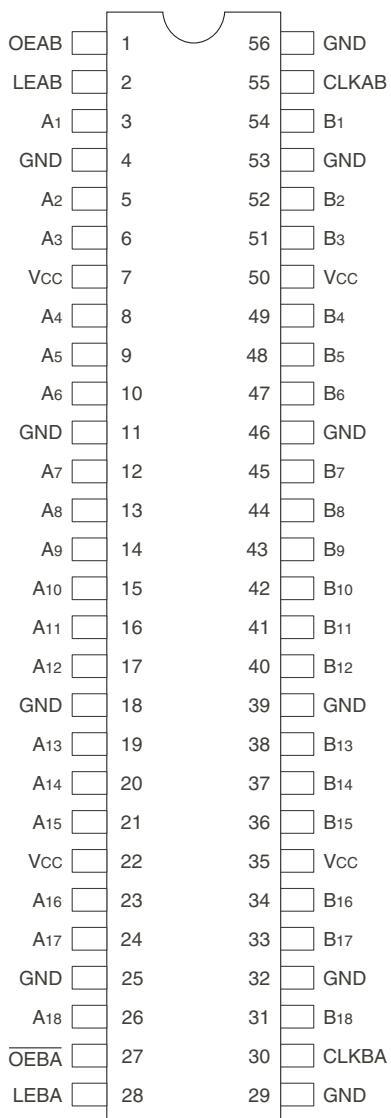 OEAB 1 56 GND
LEAB 2 55 CLKAB
A1 3 54 B1
GND 4 53 GND
A2 5 52 B2
A3 6 51 B3
VCC 7 50 VCC
A4 8 49 B4
A5 9 48 B5
A6 10 47 B6
GND 11 46 GND
A7 12 45 B7
A8 13 44 B8
A9 14 43 B9
A10 15 42 B10
A11 16 41 B11
A12 17 40 B12
GND 18 39 GND
A13 19 38 B13
A14 20 37 B14
A15 21 36 B15
VCC 22 35 VCC
A16 23 34 B16
A17 24 33 B17
GND 25 32 GND
A18 26 31 B18
O̅E̅B̅A̅ 27 30 CLKBA
LEBA 28 29 GND